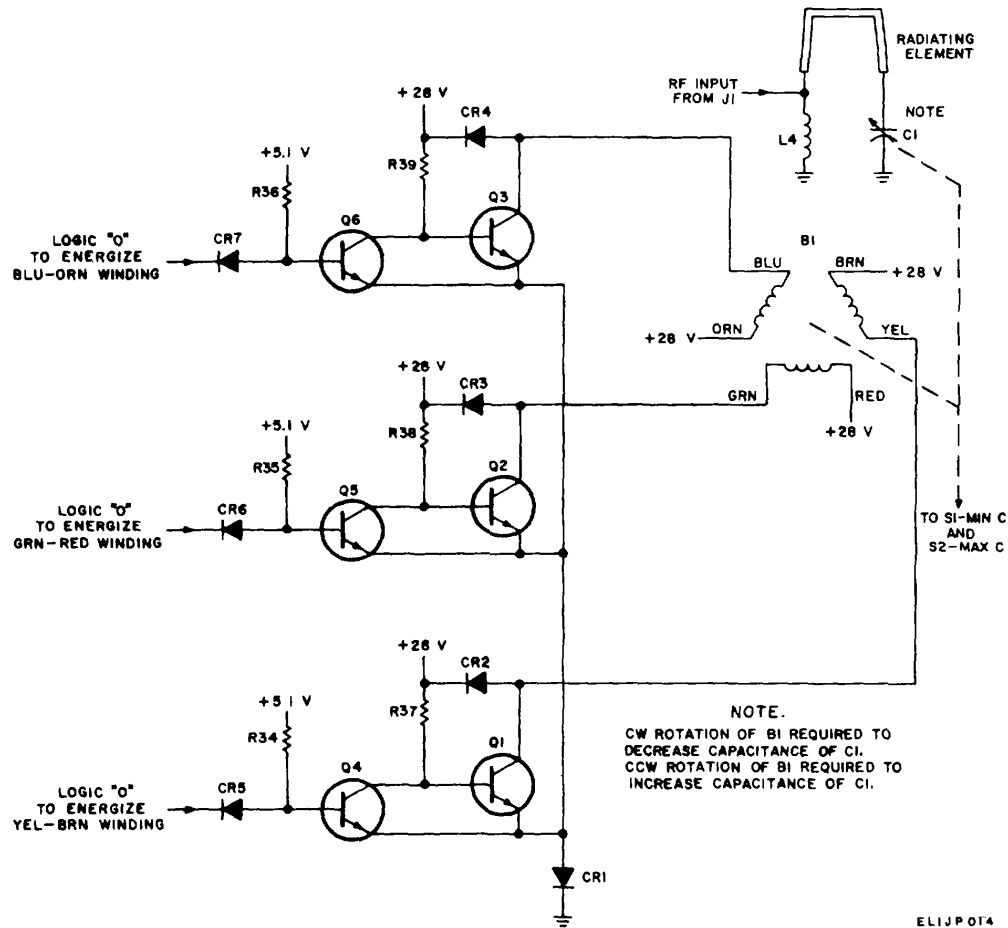 RADIATING
ELEMENT
RF INPUT
FROM J1
NOTE
C1
L4
+28 V
CR4
+5.1 V
R39
R36
Q3
Q6
LOGIC "0"
TO ENERGIZE
BLU-ORN WINDING
CR7
B1
BLU
BRN
+28 V
ORN
+28 V
YEL
+28 V
CR3
GRN
RED
+28 V
+5.1 V
R38
R35
Q2
Q5
LOGIC "0"
TO ENERGIZE
GRN-RED WINDING
CR6
TO S1-MIN C
AND
S2-MAX C
+28 V
CR2
+5.1 V
R37
R34
Q1
Q4
LOGIC "0"
TO ENERGIZE
YEL-BRN WINDING
CR5
NOTE.
CW ROTATION OF B1 REQUIRED TO
DECREASE CAPACITANCE OF C1.
CCW ROTATION OF B1 REQUIRED TO
INCREASE CAPACITANCE OF C1.
CR1
ELIJP014